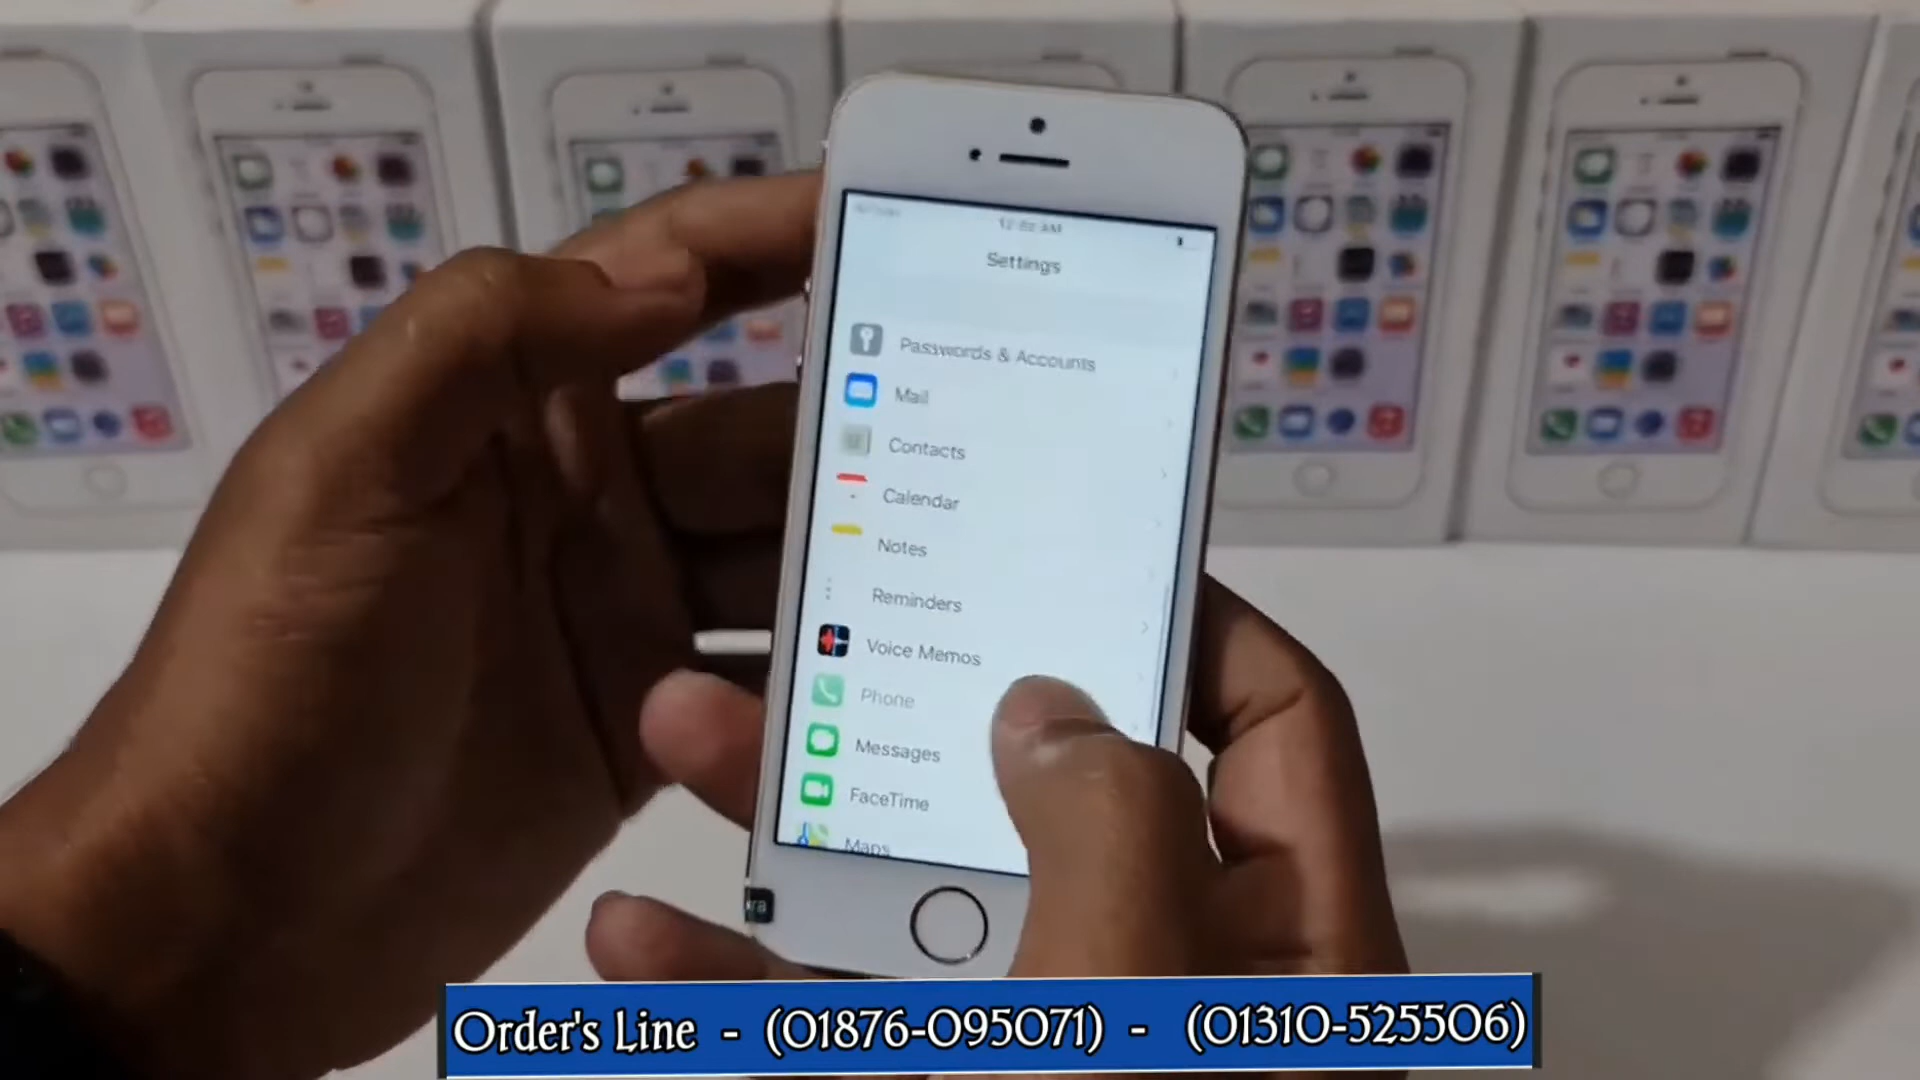 Settings
Passwords & Accounts
Mail
Contacts
Calendar
Notes
Reminders
Voice Memos
Phone
Messages
FaceTime
Maps
Order's Line - (01876-095071) - (01310-525506)